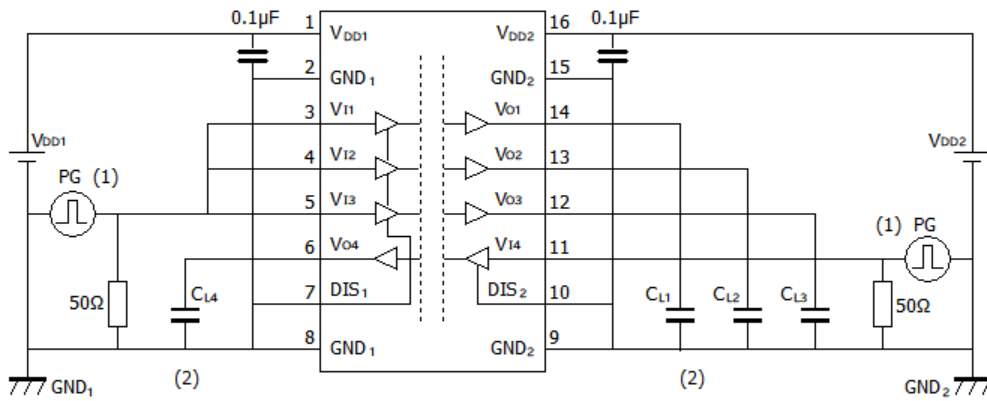 0.1µF 1 16 0.1µF
VDD1 VDD2
2 15
GND1 GND2
3 VI1 VO1 14
VDD1 4 VI2 VO2 13 VDD2
PG (1) 5 VI3 VO3 12 (1) PG
6 VO4 VI4 11
50Ω CL4 7 DIS1 DIS2 10 CL1 CL2 CL3 50Ω
8 GND1 GND2 9
GND1 (2) (2) GND2